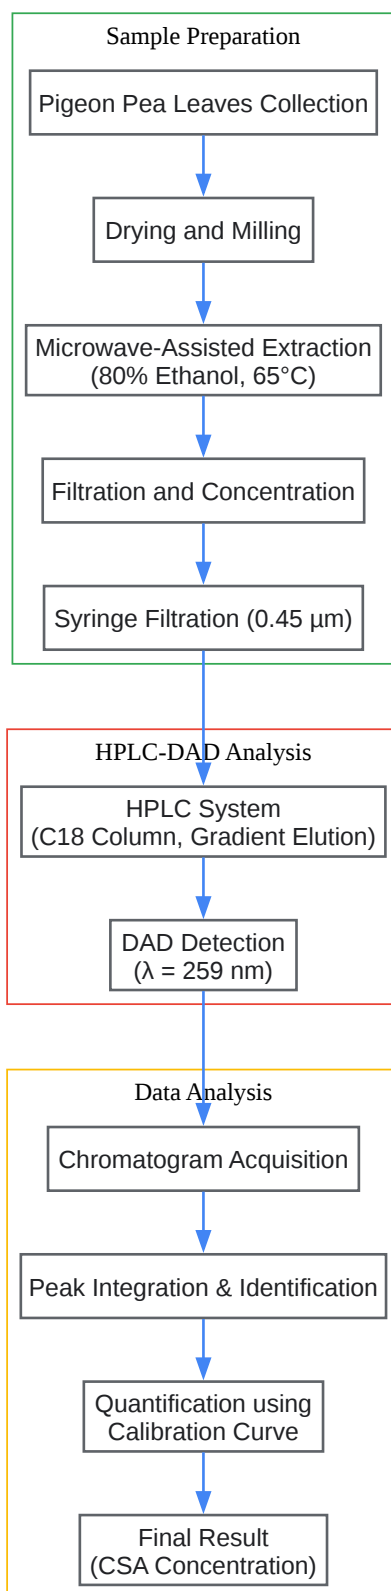 Sample Preparation
Pigeon Pea Leaves Collection
Drying and Milling
Microwave-Assisted Extraction
(80% Ethanol, 65°C)
Filtration and Concentration
Syringe Filtration (0.45 µm)
HPLC-DAD Analysis
HPLC System
(C18 Column, Gradient Elution)
DAD Detection
(λ = 259 nm)
Data Analysis
Chromatogram Acquisition
Peak Integration & Identification
Quantification using
Calibration Curve
Final Result
(CSA Concentration)